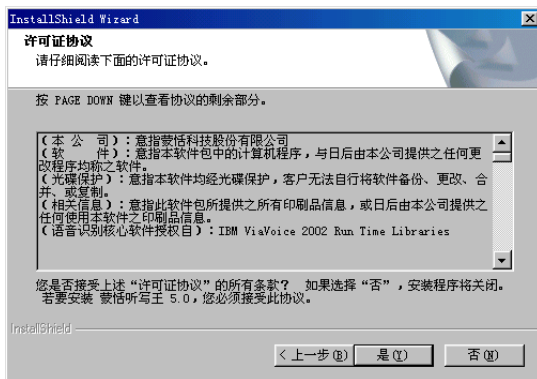 InstallShield Wizard
许可证协议
请仔细阅读下面的许可证协议。
按 PAGE DOWN 键以查看协议的剩余部分。
(本 公 司):意指蒙恬科技股份有限公司
(软 件):意指本软件包中的计算机程序,与日后由本公司提供之任何更
改程序均称之软件。
(光碟保护):意指本软件均经光碟保护,客户无法自行将软件备份、更改、合
并、或复制。
(相关信息):意指此软件包所提供之所有印刷品信息,或日后由本公司提供之
任何使用本软件之印刷品信息。
(语音识别核心软件授权自):IBM ViaVoice 2002 Run Time Libraries
您是否接受上述“许可证协议”的所有条款? 如果选择“否”,安装程序将关闭。
若要安装 蒙恬听写王 5.0,您必须接受此协议。
InstallShield
<上一步(B) 是(Y) 否(N)